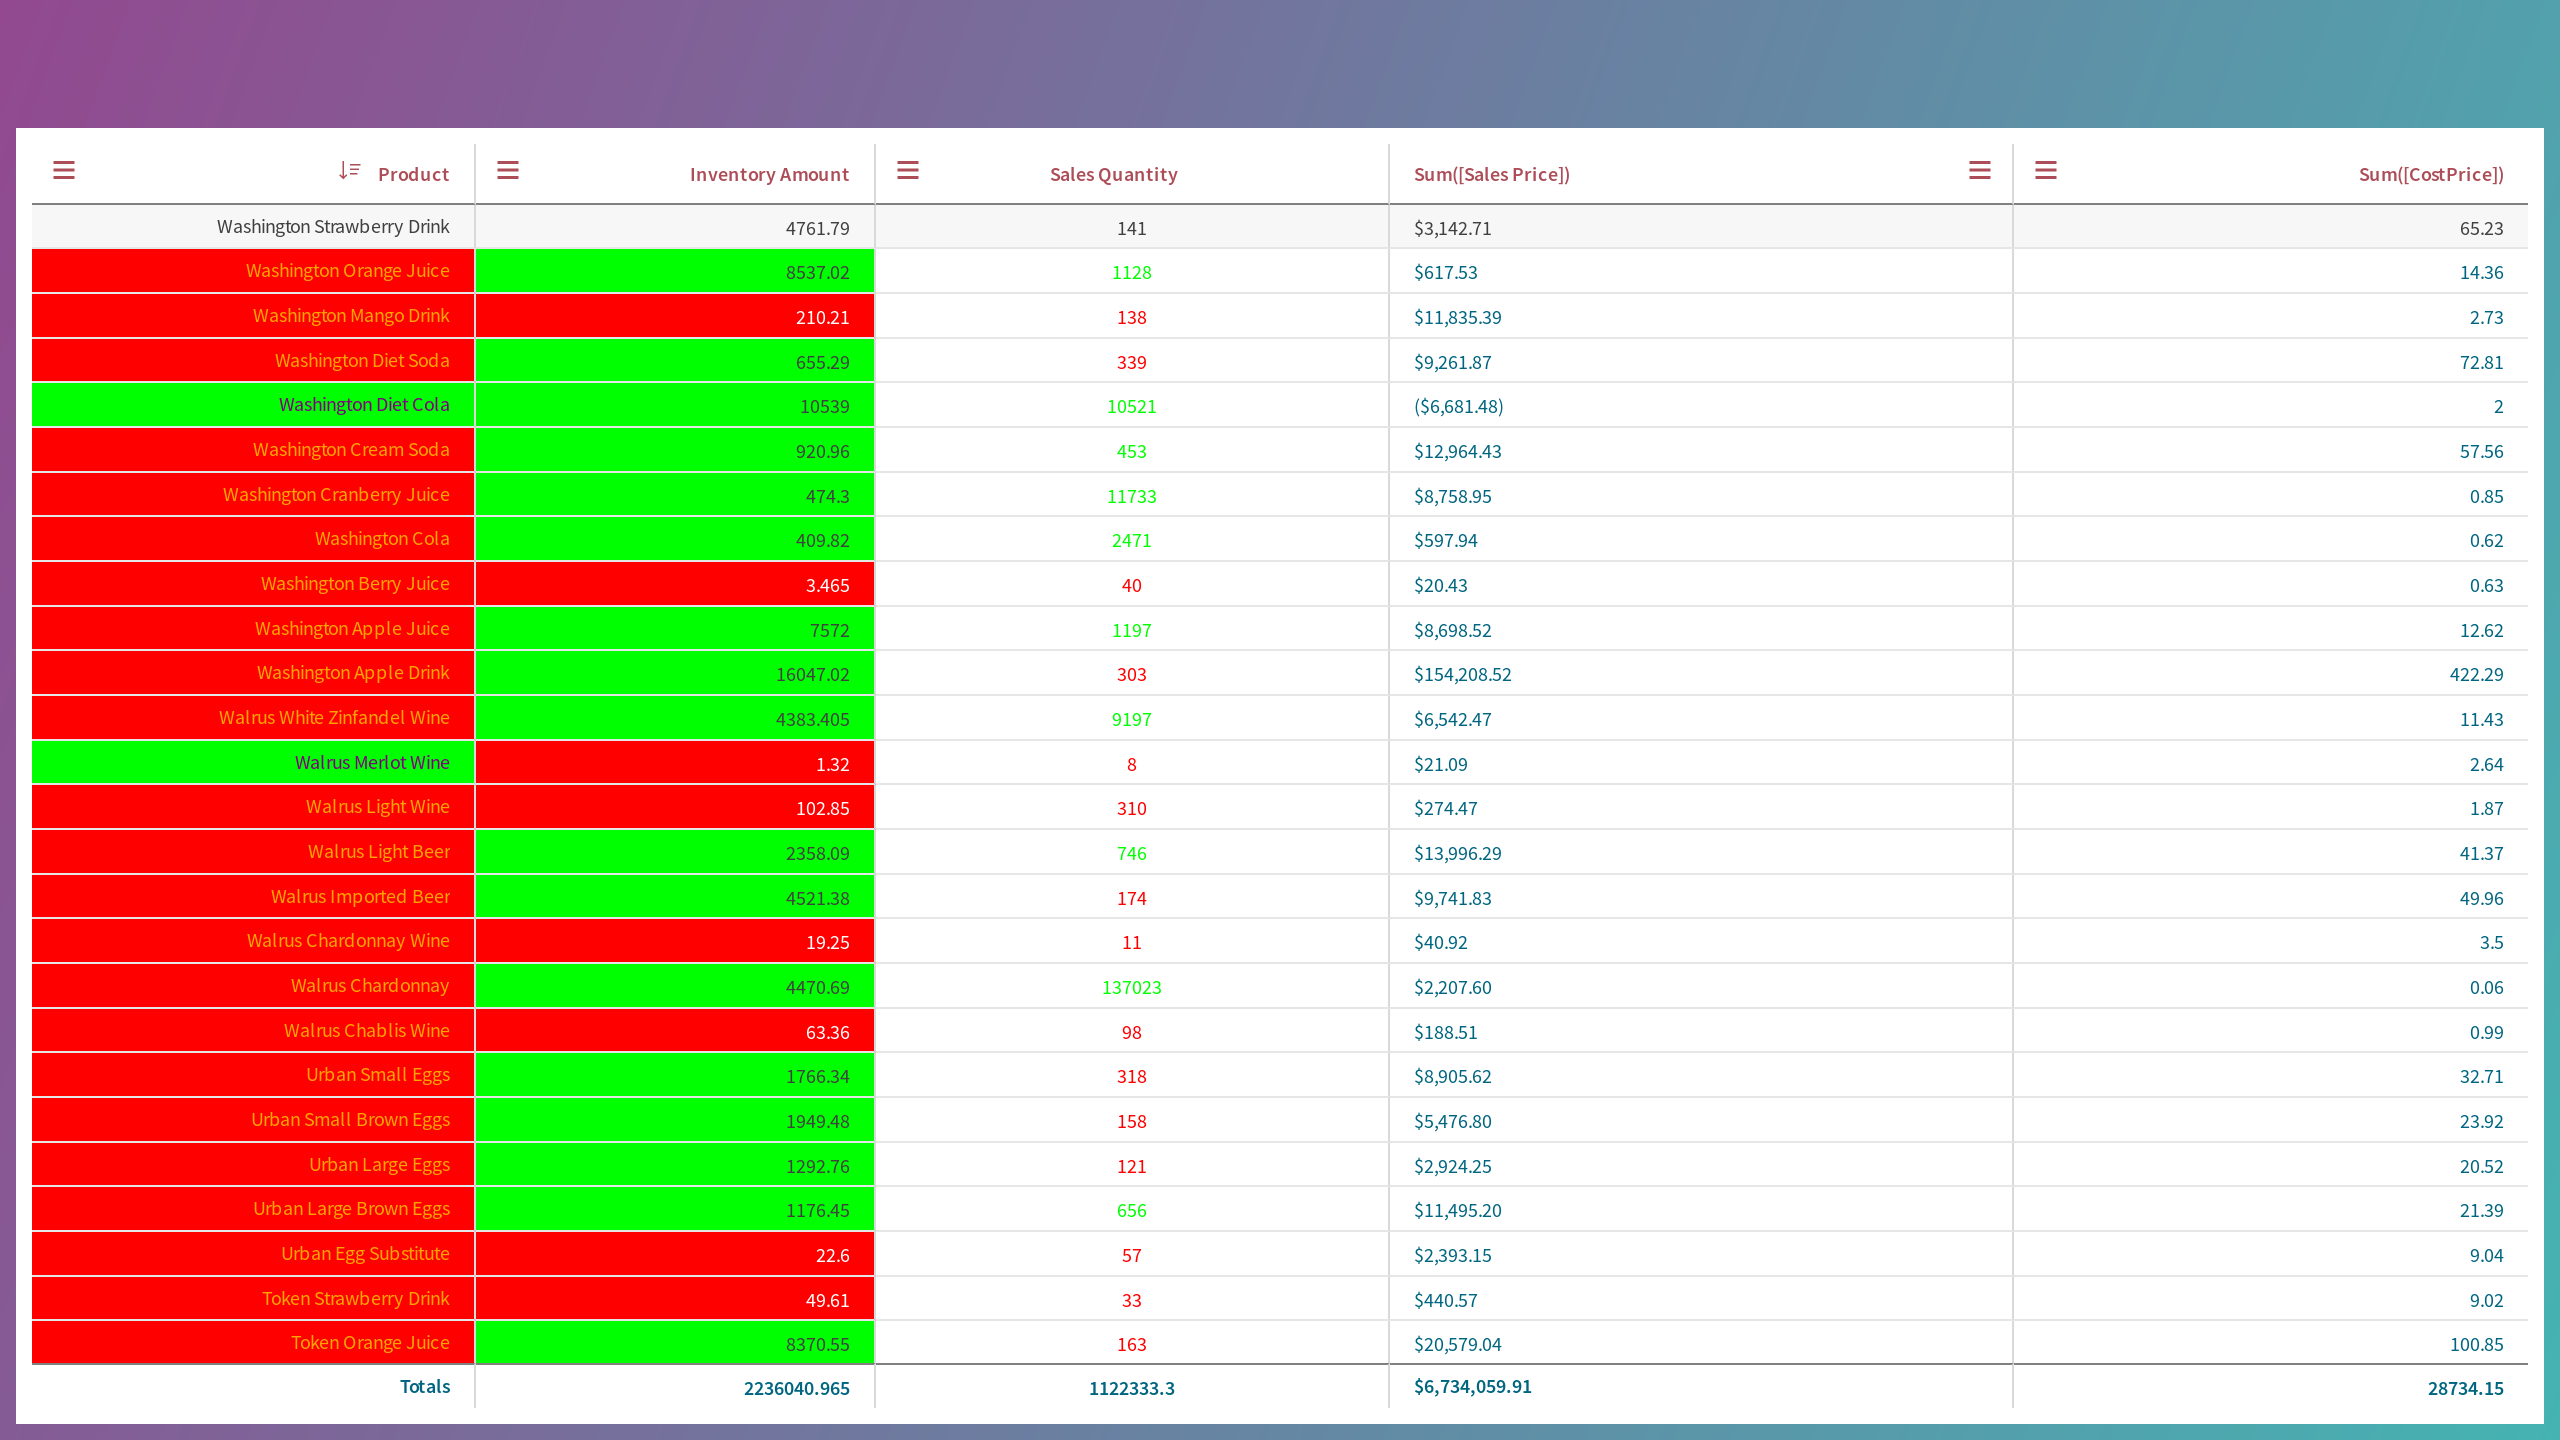 Product Inventory Amount Sales Quantity Sum([Sales Price]) Sum([CostPrice])
Washington Strawberry Drink 4761.79 141 $3,142.71 65.23
Washington Orange Juice 8537.02 1128 $617.53 14.36
Washington Mango Drink 210.21 138 $11,835.39 2.73
Washington Diet Soda 655.29 339 $9,261.87 72.81
Washington Diet Cola 10539 10521 ($6,681.48) 2
Washington Cream Soda 920.96 453 $12,964.43 57.56
Washington Cranberry Juice 474.3 11733 $8,758.95 0.85
Washington Cola 409.82 2471 $597.94 0.62
Washington Berry Juice 3.465 40 $20.43 0.63
Washington Apple Juice 7572 1197 $8,698.52 12.62
Washington Apple Drink 16047.02 303 $154,208.52 422.29
Walrus White Zinfandel Wine 4383.405 9197 $6,542.47 11.43
Walrus Merlot Wine 1.32 8 $21.09 2.64
Walrus Light Wine 102.85 310 $274.47 1.87
Walrus Light Beer 2358.09 746 $13,996.29 41.37
Walrus Imported Beer 4521.38 174 $9,741.83 49.96
Walrus Chardonnay Wine 19.25 11 $40.92 3.5
Walrus Chardonnay 4470.69 137023 $2,207.60 0.06
Walrus Chablis Wine 63.36 98 $188.51 0.99
Urban Small Eggs 1766.34 318 $8,905.62 32.71
Urban Small Brown Eggs 1949.48 158 $5,476.80 23.92
Urban Large Eggs 1292.76 121 $2,924.25 20.52
Urban Large Brown Eggs 1176.45 656 $11,495.20 21.39
Urban Egg Substitute 22.6 57 $2,393.15 9.04
Token Strawberry Drink 49.61 33 $440.57 9.02
Token Orange Juice 8370.55 163 $20,579.04 100.85
Totals 2236040.965 1122333.3 $6,734,059.91 28734.15